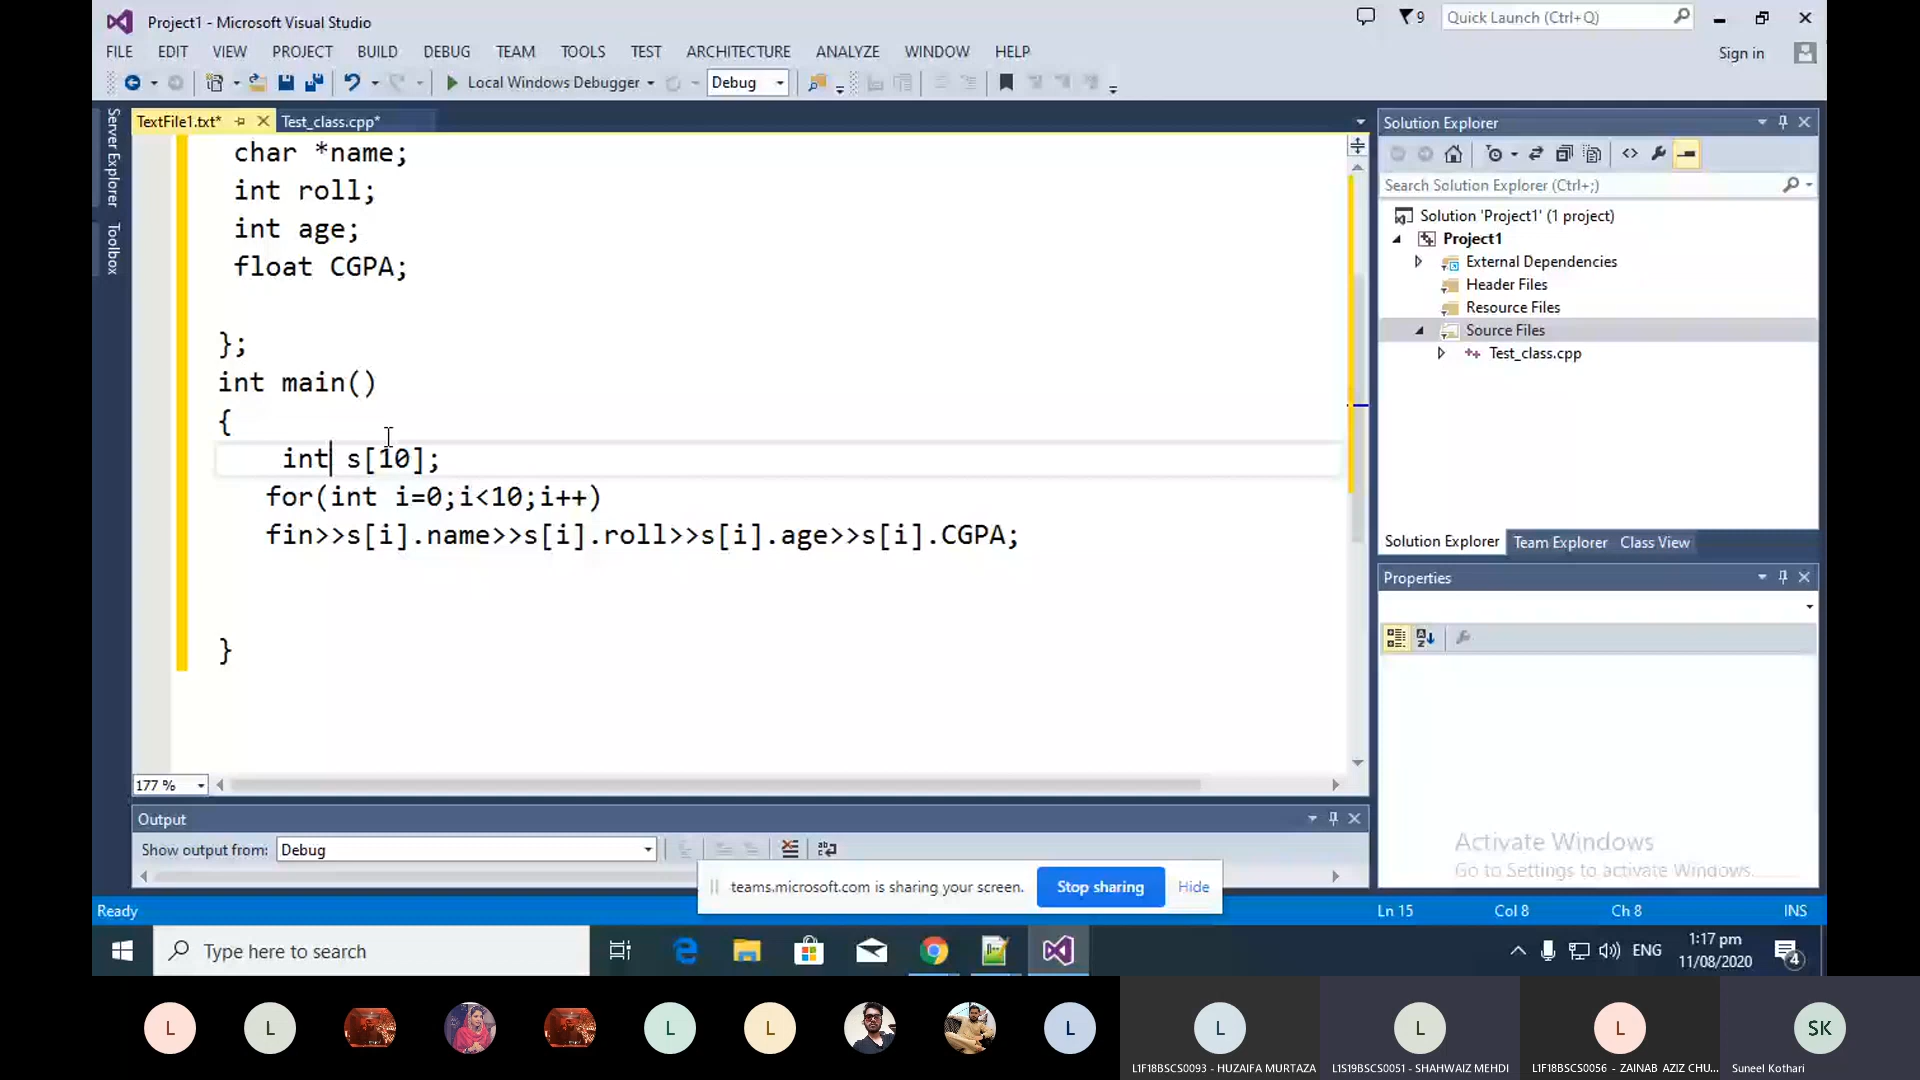 Project1 - Microsoft Visual Studio
9
Quick Launch (Ctrl+Q)
FILE EDIT VIEW PROJECT BUILD DEBUG TEAM TOOLS TEST ARCHITECTURE ANALYZE WINDOW HELP
Sign in
Local Windows Debugger
Debug
Server Explorer
Toolbox
TextFile1.txt*
Test_class.cpp*
char *name;
int roll;
int age;
float CGPA;
};
int main()
{
int s[10];
for(int i=0;i<10;i++)
fin>>s[i].name>>s[i].roll>>s[i].age>>s[i].CGPA;
}
177 %
Output
Show output from: Debug
Solution Explorer
Search Solution Explorer (Ctrl+;)
Solution 'Project1' (1 project)
Project1
External Dependencies
Header Files
Resource Files
Source Files
Test_class.cpp
Solution Explorer Team Explorer Class View
Properties
Activate Windows
Go to Settings to activate Windows.
teams.microsoft.com is sharing your screen. Stop sharing Hide
Ready
Ln 15 Col 8 Ch 8 INS
Type here to search
ENG
1:17 pm
11/08/2020
4
L L L L L L L L SK
L1F18BSCS0093 - HUZAIFA MURTAZA
L1S19BSCS0051 - SHAHWAIZ MEHDI
L1F18BSCS0056 - ZAINAB AZIZ CHU...
Suneel Kothari